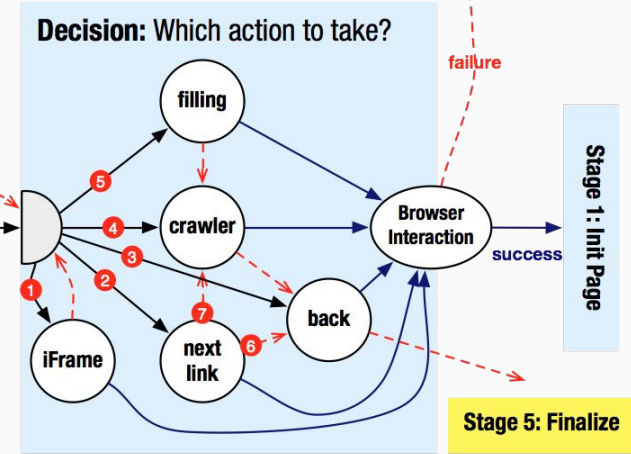 Decision: Which action to take?
failure
filling
5
crawler
4
3
2
1
Browser
Interaction
success
Stage 1: Init Page
back
7
6
iFrame
next
link
Stage 5: Finalize